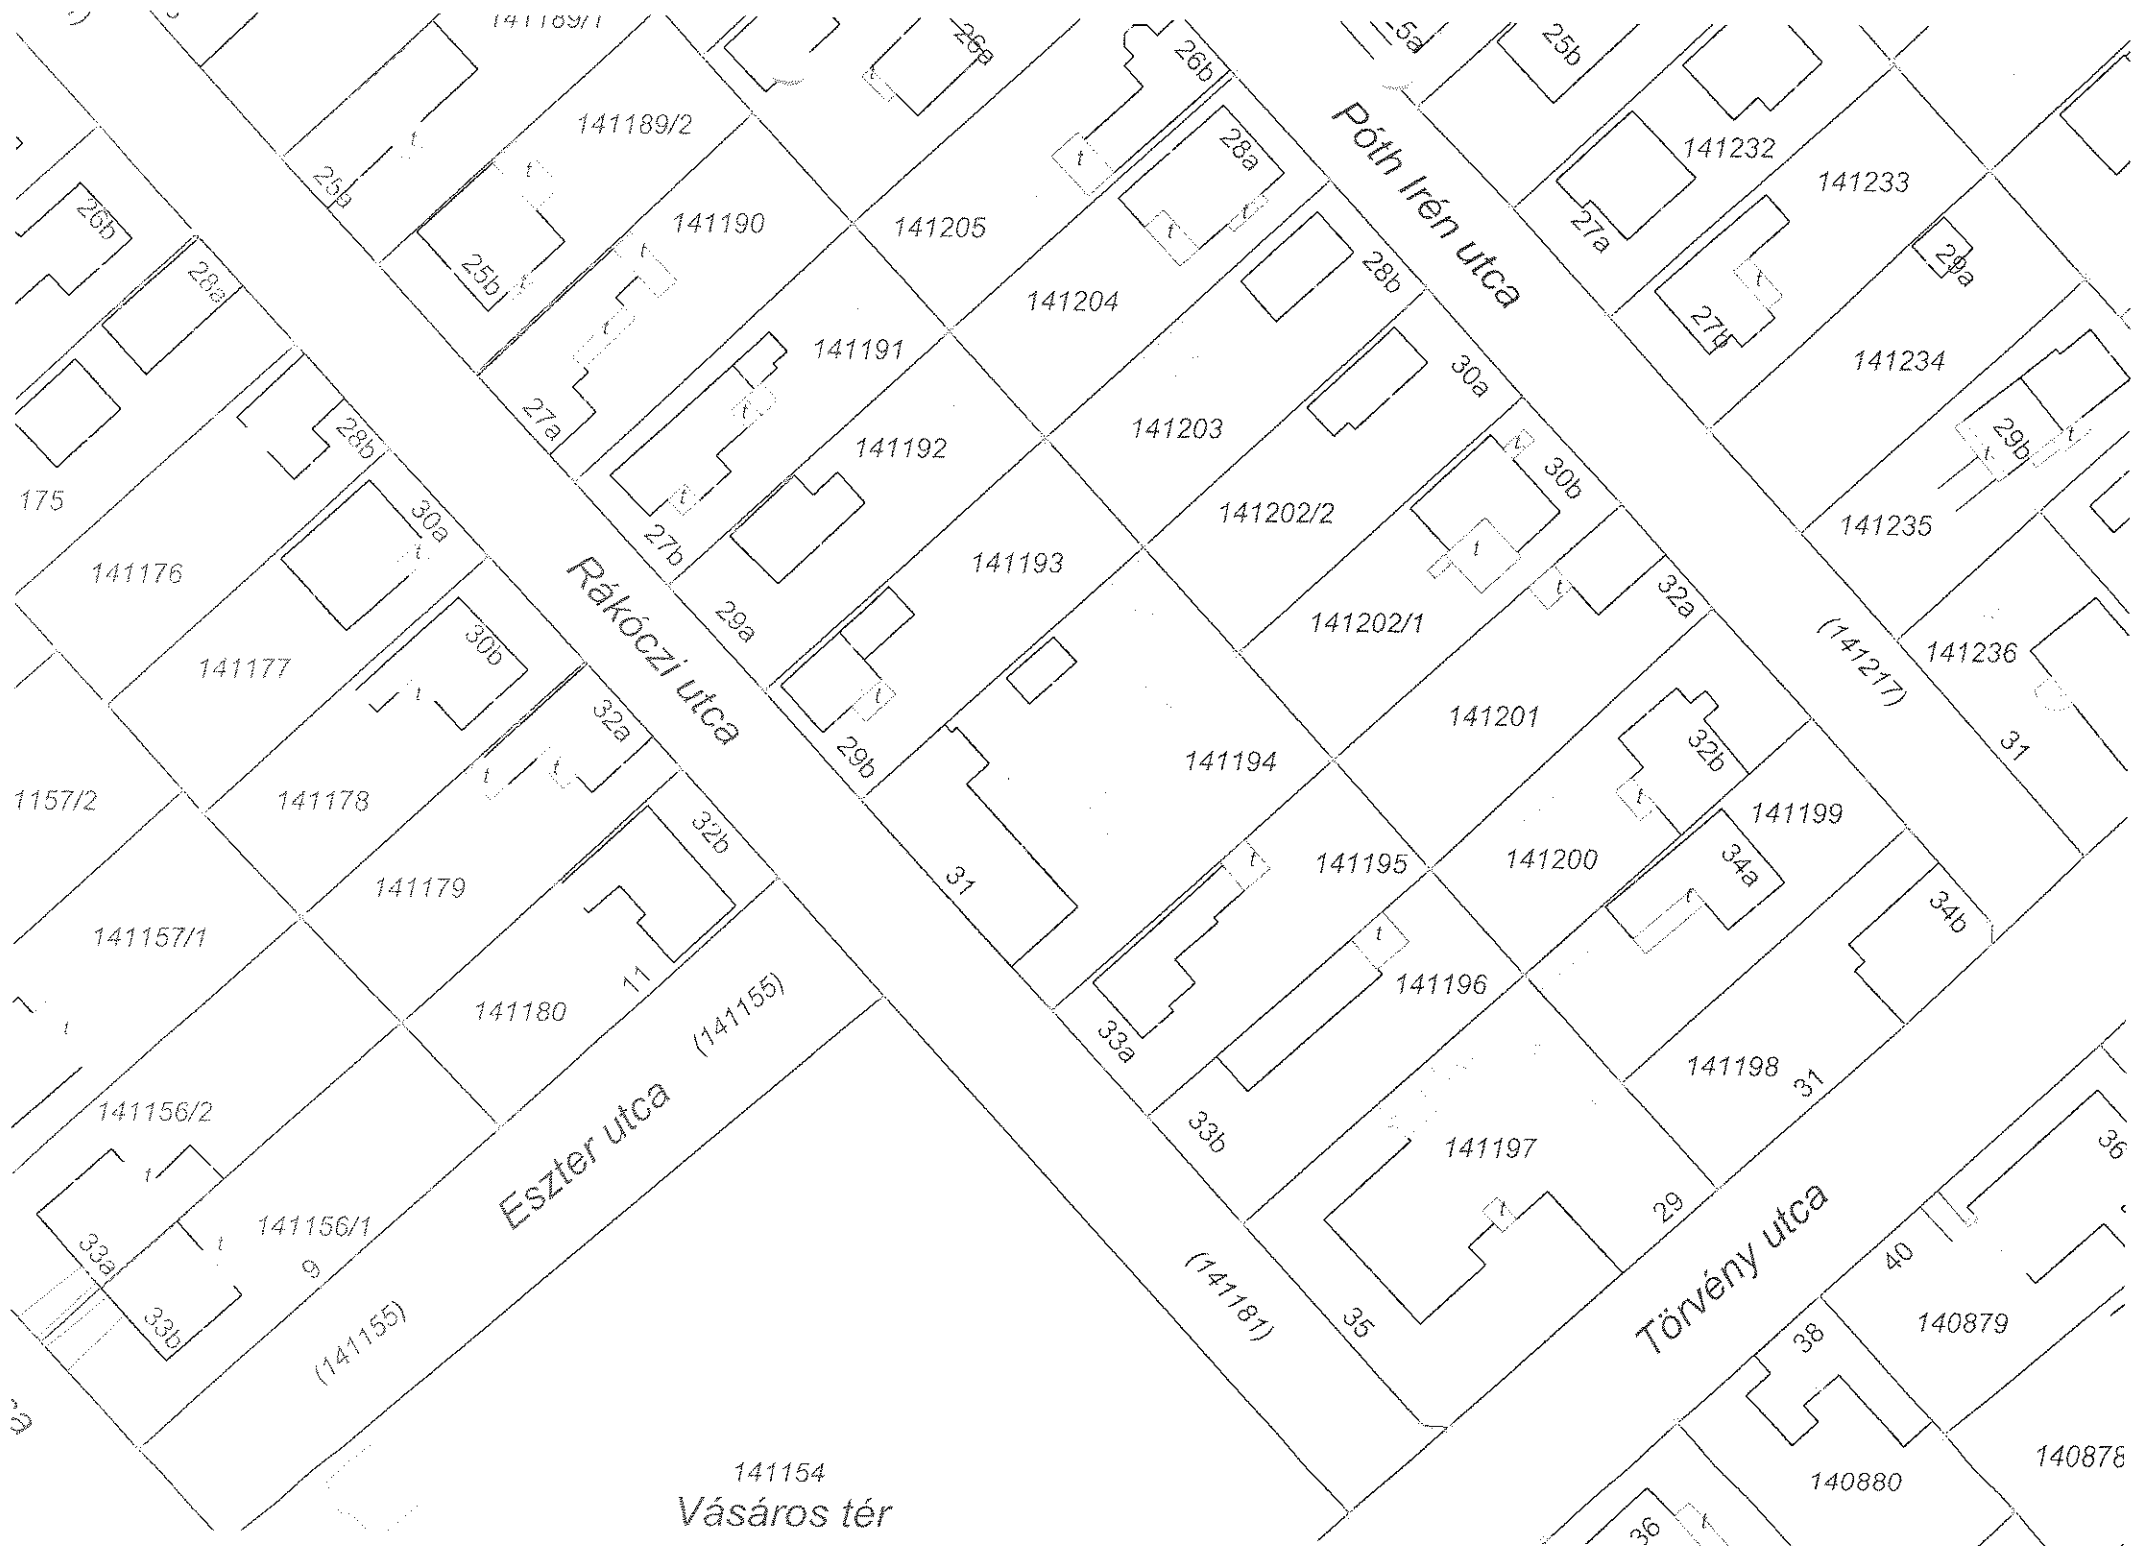 141189/1
26a
26b
5a
25b
141189/2
28a
141232
27a
141233
Póth Irén utca
25b
26b
141190
141205
25b
28a
28b
29a
141204
27b
141191
30a
141234
27a
141192
141203
28b
29b
30b
175
30a
141202/2
141235
27b
141193
141176
Rákóczi utca
29a
32a
141202/1
(141217)
141236
30b
141177
32a
141201
31
32b
29b
141194
1157/2
141178
141199
32b
141195
141200
34a
141179
31
34b
141157/1
11
141196
141180
(141155)
33a
141198
31
141156/2
Eszter utca
33b
141197
36
141156/1
29
Törvény utca
33a
9
40
(141181)
33b
35
38
140879
(141155)
140878
141154
140880
Vásáros tér
36